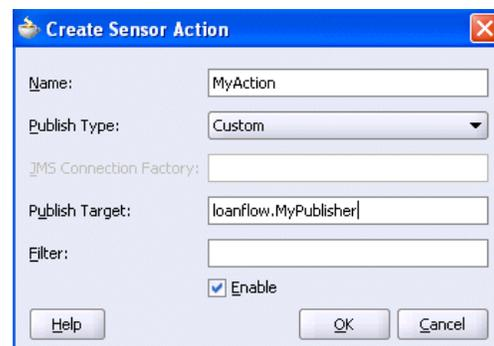 Create Sensor Action
Name: MyAction
Publish Type: Custom
JMS Connection Factory:
Publish Target: loanflow.MyPublisher
Filter:
Enable
Help OK Cancel